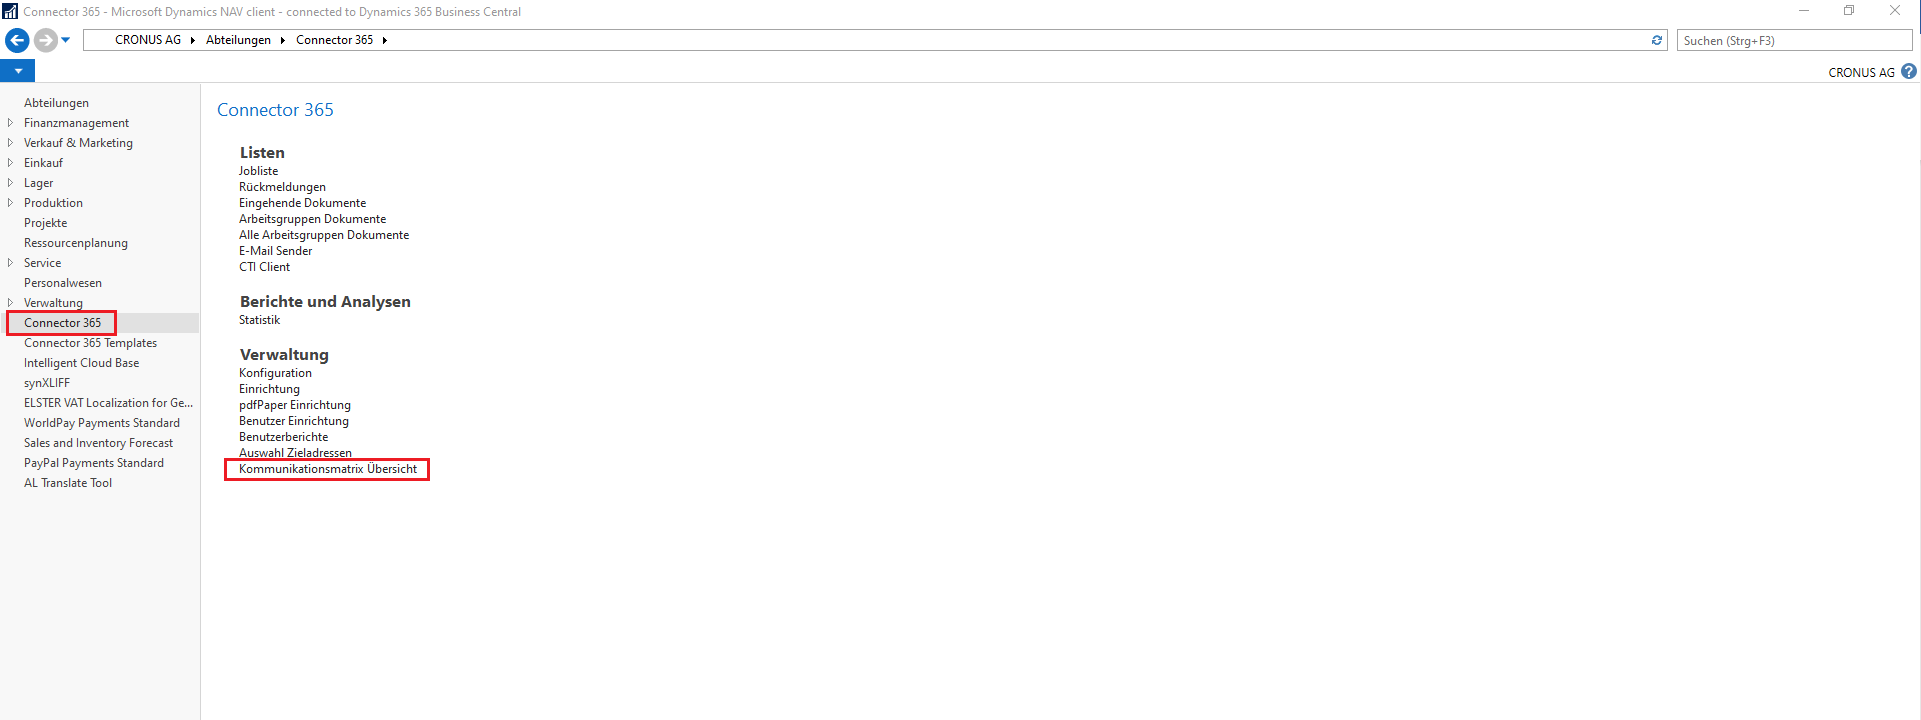 Connector 365 - Microsoft Dynamics NAV client - connected to Dynamics 365 Business Central
CRONUS AG Abteilungen Connector 365
Suchen (Strg+F3)
CRONUS AG ?
Abteilungen
Finanzmanagement
Verkauf & Marketing
Einkauf
Lager
Produktion
Projekte
Ressourcenplanung
Service
Personalwesen
Verwaltung
Connector 365
Connector 365 Templates
Intelligent Cloud Base
synXLIFF
ELSTER VAT Localization for Ge...
WorldPay Payments Standard
Sales and Inventory Forecast
PayPal Payments Standard
AL Translate Tool
Connector 365
Listen
Jobliste
Rückmeldungen
Eingehende Dokumente
Arbeitsgruppen Dokumente
Alle Arbeitsgruppen Dokumente
E-Mail Sender
CTI Client
Berichte und Analysen
Statistik
Verwaltung
Konfiguration
Einrichtung
pdfPaper Einrichtung
Benutzer Einrichtung
Benutzerberichte
Auswahl Zieladressen
Kommunikationsmatrix Übersicht